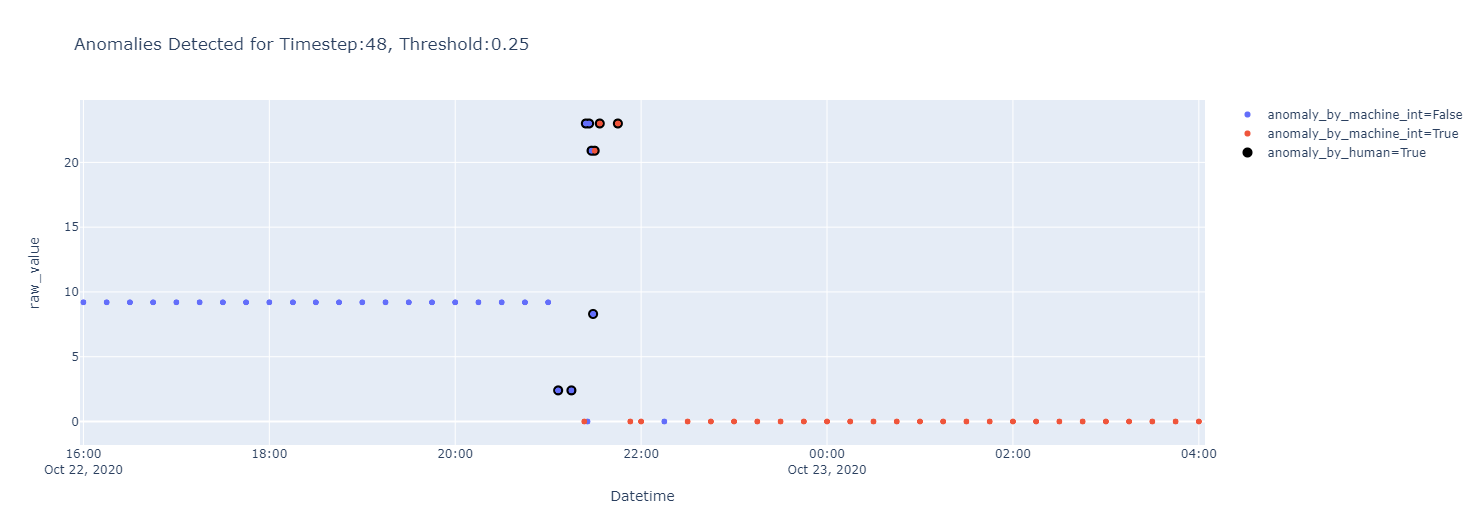 Anomalies Detected for Timestep:48, Threshold:0.25
anomaly_by_machine_int=False
anomaly_by_machine_int=True
anomaly_by_human=True
raw_value
20
15
10
5
0
16:00 18:00 20:00 22:00 00:00 02:00 04:00
Oct 22, 2020 Oct 23, 2020
Datetime